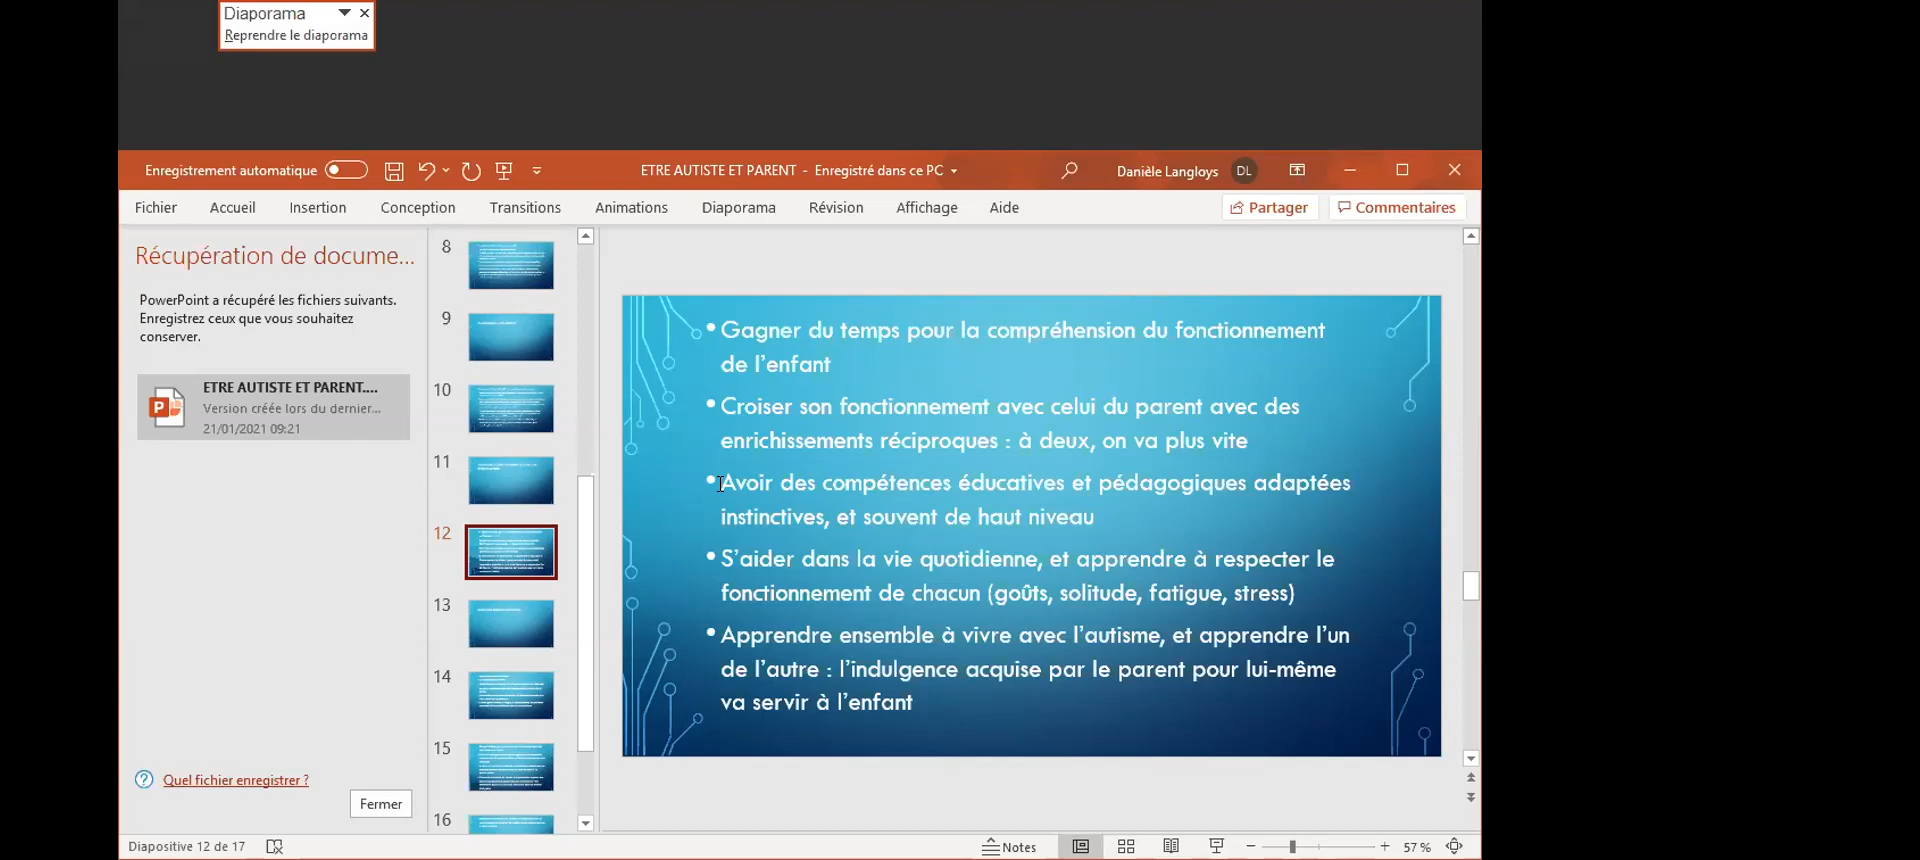 Diaporama
Reprendre le diaporama
Enregistrement automatique
ETRE AUTISTE ET PARENT - Enregistré dans ce PC
Danièle Langloys DL
Fichier Accueil Insertion Conception Transitions Animations Diaporama Révision Affichage Aide Partager Commentaires
Récupération de docume...
PowerPoint a récupéré les fichiers suivants.
Enregistrez ceux que vous souhaitez
conserver.
ETRE AUTISTE ET PARENT....
Version créée lors du dernier...
21/01/2021 09:21
Quel fichier enregistrer ?
Fermer
8
9
10
11
12
13
14
15
16
• Gagner du temps pour la compréhension du fonctionnement
de l'enfant
• Croiser son fonctionnement avec celui du parent avec des
enrichissements réciproques : à deux, on va plus vite
• Avoir des compétences éducatives et pédagogiques adaptées
instinctives, et souvent de haut niveau
• S'aider dans la vie quotidienne, et apprendre à respecter le
fonctionnement de chacun (goûts, solitude, fatigue, stress)
• Apprendre ensemble à vivre avec l'autisme, et apprendre l'un
de l'autre : l'indulgence acquise par le parent pour lui-même
va servir à l'enfant
Diapositive 12 de 17
Notes
57 %